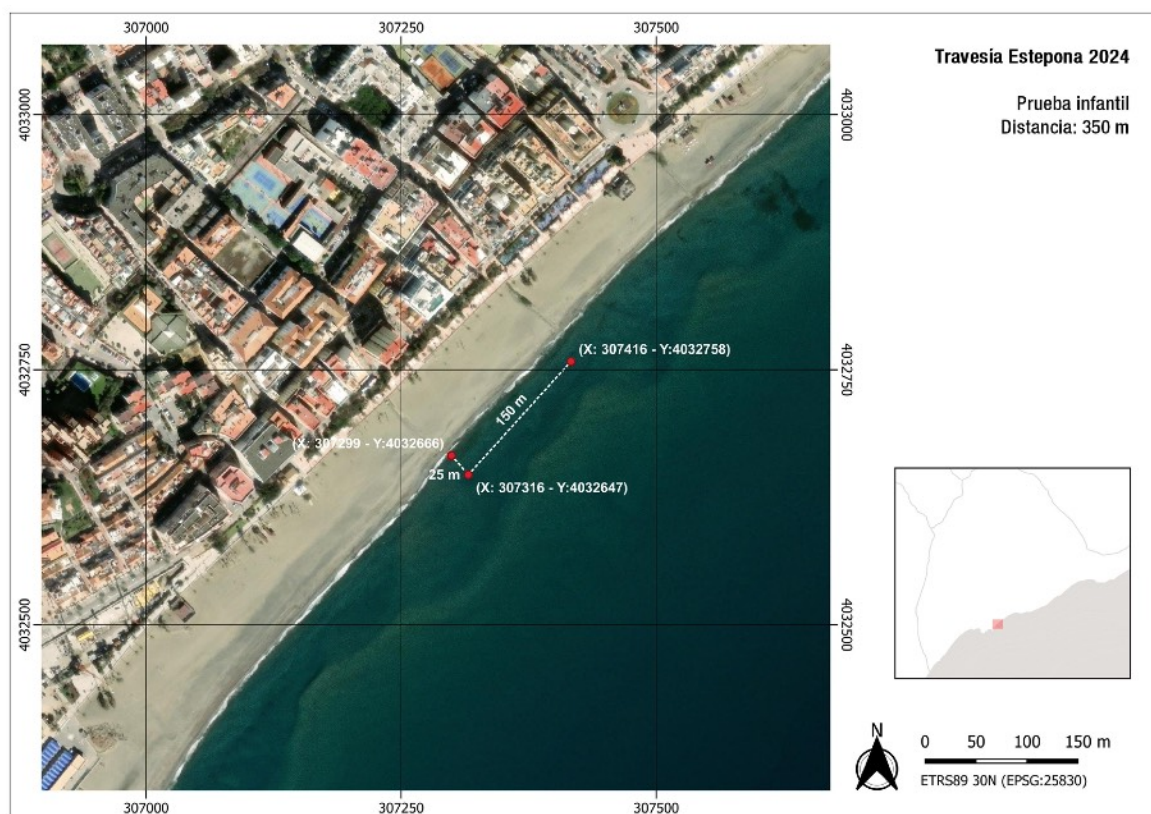 307000
307250
307500
Travesia Estepona 2024
Prueba infantil
Distancia: 350 m
4033000
4033000
(X: 307416 - Y:4032758)
4032750
4032750
150 m
(X: 307299 - Y:4032666)
25 m
(X: 307316 - Y:4032647)
4032500
4032500
N
0 50 100 150 m
ETRS89 30N (EPSG:25830)
307000
307250
307500